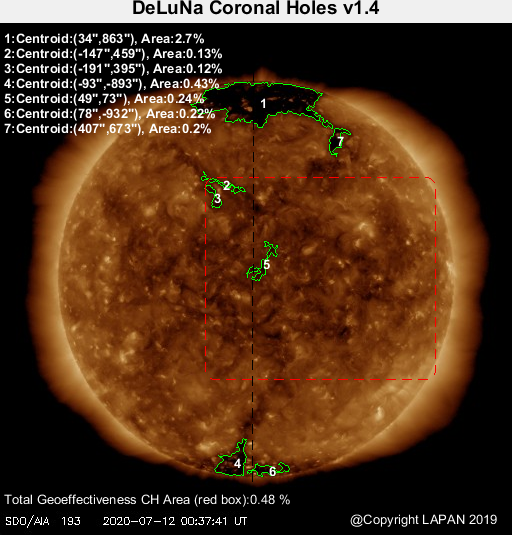 DeLuNa Coronal Holes v1.4
1:Centroid:(34",863"), Area:2.7%
2:Centroid:(-147",459"), Area:0.13%
3:Centroid:(-191",395"), Area:0.12%
4:Centroid:(-93",-893"), Area:0.43%
5:Centroid:(49",73"), Area:0.24%
6:Centroid:(78",-932"), Area:0.22%
7:Centroid:(407",673"), Area:0.2%
1
7
2
3
5
4
6
Total Geoeffectiveness CH Area (red box):0.48 %
SDO/AIA 193 2020-07-12 00:37:41 UT
@Copyright LAPAN 2019